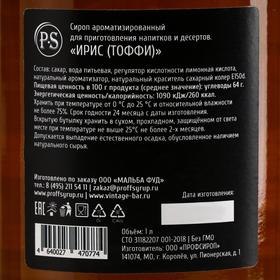 PS
Сироп ароматизированный
для приготовления напитков и десертов.
«ИРИС (ТОФФИ)»
Состав: сахар, вода питьевая, регулятор кислотности лимонная кислота,
натуральный ароматизатор, натуральный краситель сахарный колер Е150d.
Пищевая ценность в 100 г продукта (среднее значение): углеводы 64 г.
Энергетическая ценность/калорийность: 1090 кДж/260 ккал.
Хранить при температуре от 0 °С до 25 °С и относительной влажности
75%. Срок годности 24 месяца с даты изготовления.
Вскрытую бутылку хранить в сухом, прохладном, защищённом от света
месте при температуре не выше 25°С не более 2-х месяцев.
Допускается выпадение естественного осадка, обусловленное наличием
натурального сырья.
Изготовлено по заказу ООО «МАЛЬБА ФУД»
тел. 8 (495) 211 54 11 | zakaz@proffsyrup.ru
www.proffsyrup.ru | www.vintage-bar.ru
Дата изготовления:
EAC
4 640027 470774
Объём: 1 л
СТО 31182207 001-2018 | Без ГМО
Изготовитель: ООО «ПРОФСИРОП»
141074, МО, г. Королёв, ул. Пионерская, д. 1